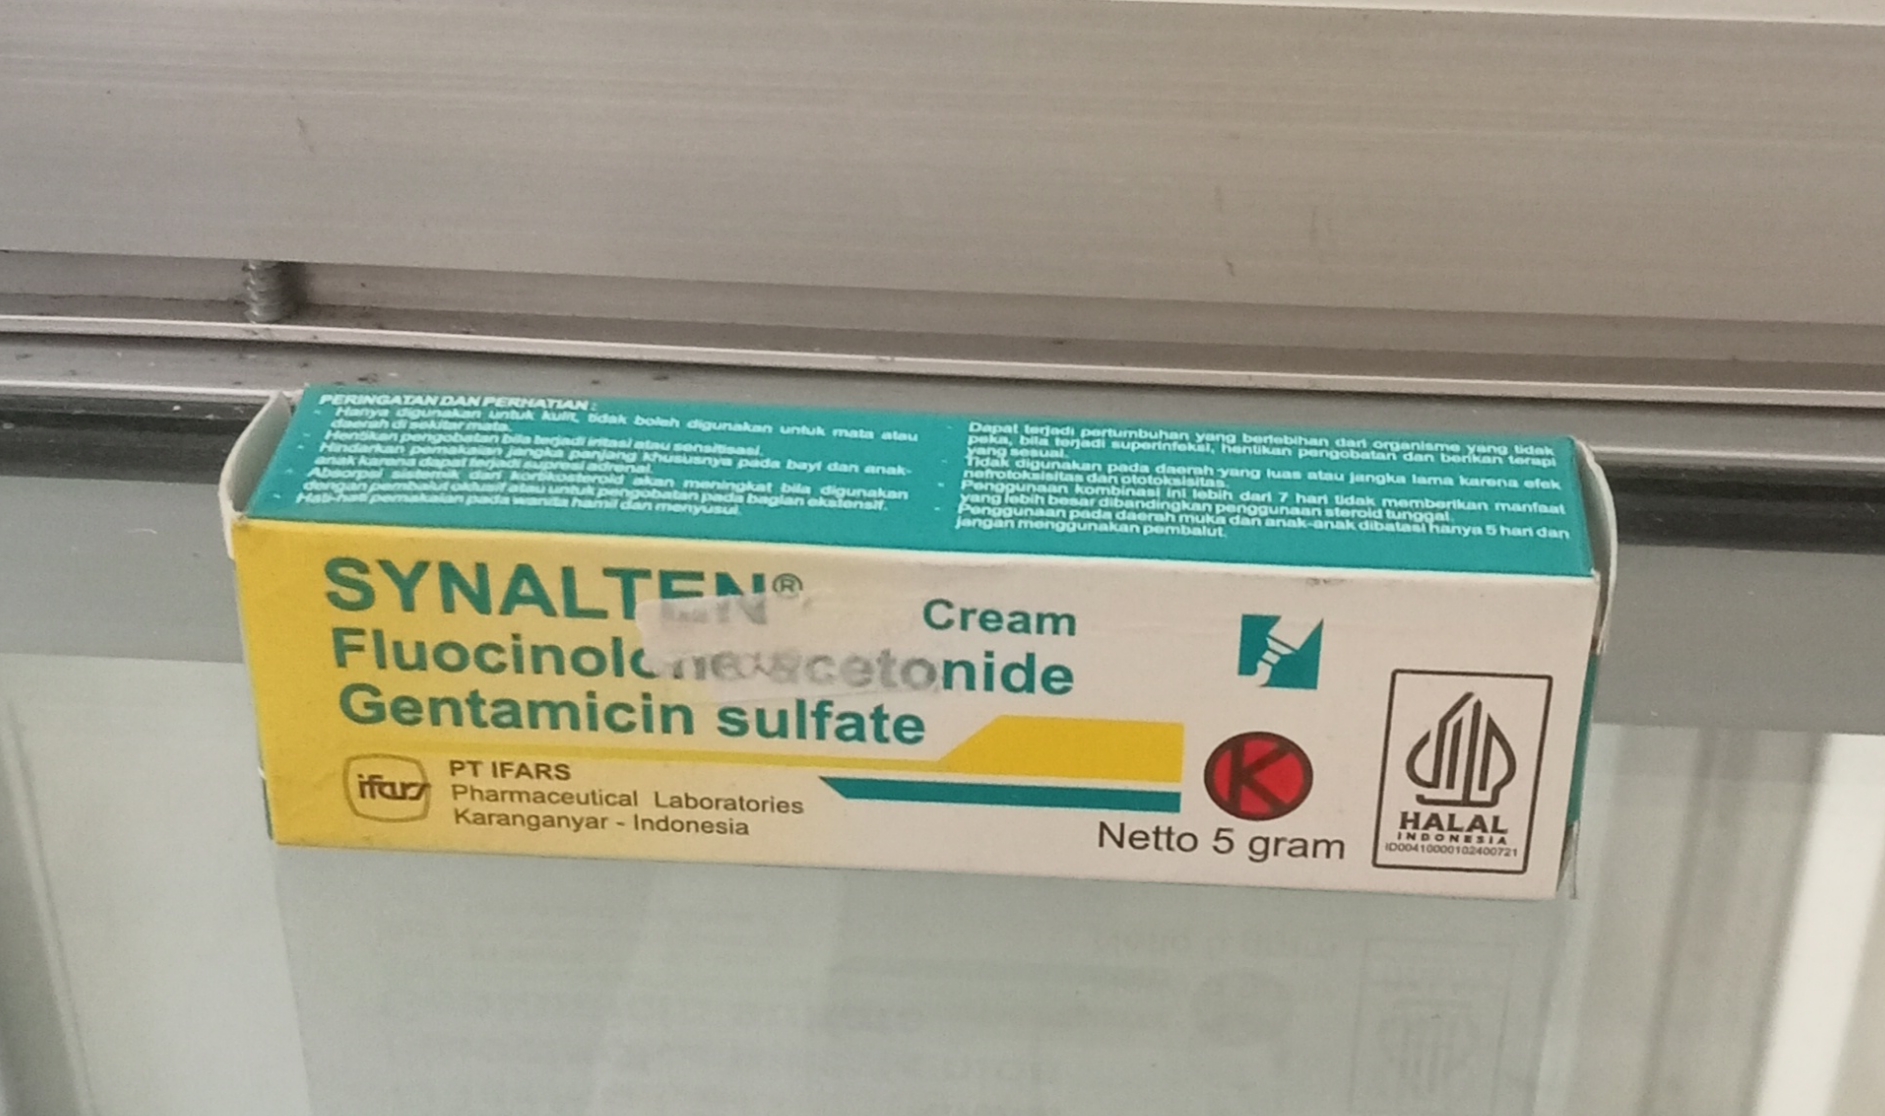 PERINGATAN DAN PERHATIAN :
- Hanya digunakan untuk kulit, tidak boleh digunakan untuk mata atau
daerah di sekitar mata.
- Hentikan pengobatan bila terjadi iritasi atau sensitisasi.
- Hindarkan pemakaian jangka panjang khususnya pada bayi dan anak-
anak karena dapat terjadi supresi adrenal.
- Absorpsi sistemik dari kortikosteroid akan meningkat bila digunakan
dengan pembalut oklusif atau untuk pengobatan pada bagian ekstensif.
- Hati-hati pemakaian pada wanita hamil dan menyusui.
- Dapat terjadi pertumbuhan yang berlebihan dari organisme yang tidak
peka, bila terjadi superinfeksi, hentikan pengobatan dan berikan terapi
yang sesuai.
- Tidak digunakan pada daerah yang luas atau jangka lama karena efek
nefrotoksisitas dan ototoksisitas.
- Penggunaan kombinasi ini lebih dari 7 hari tidak memberikan manfaat
yang lebih besar dibandingkan penggunaan steroid tunggal.
- Penggunaan pada daerah muka dan anak-anak dibatasi hanya 5 hari dan
jangan menggunakan pembalut.
SYNALTEN®
Cream
Fluocinolone acetonide
Gentamicin sulfate
ifars
PT IFARS
Pharmaceutical Laboratories
Karanganyar - Indonesia
K
Netto 5 gram
HALAL
INDONESIA
ID00410000102400721